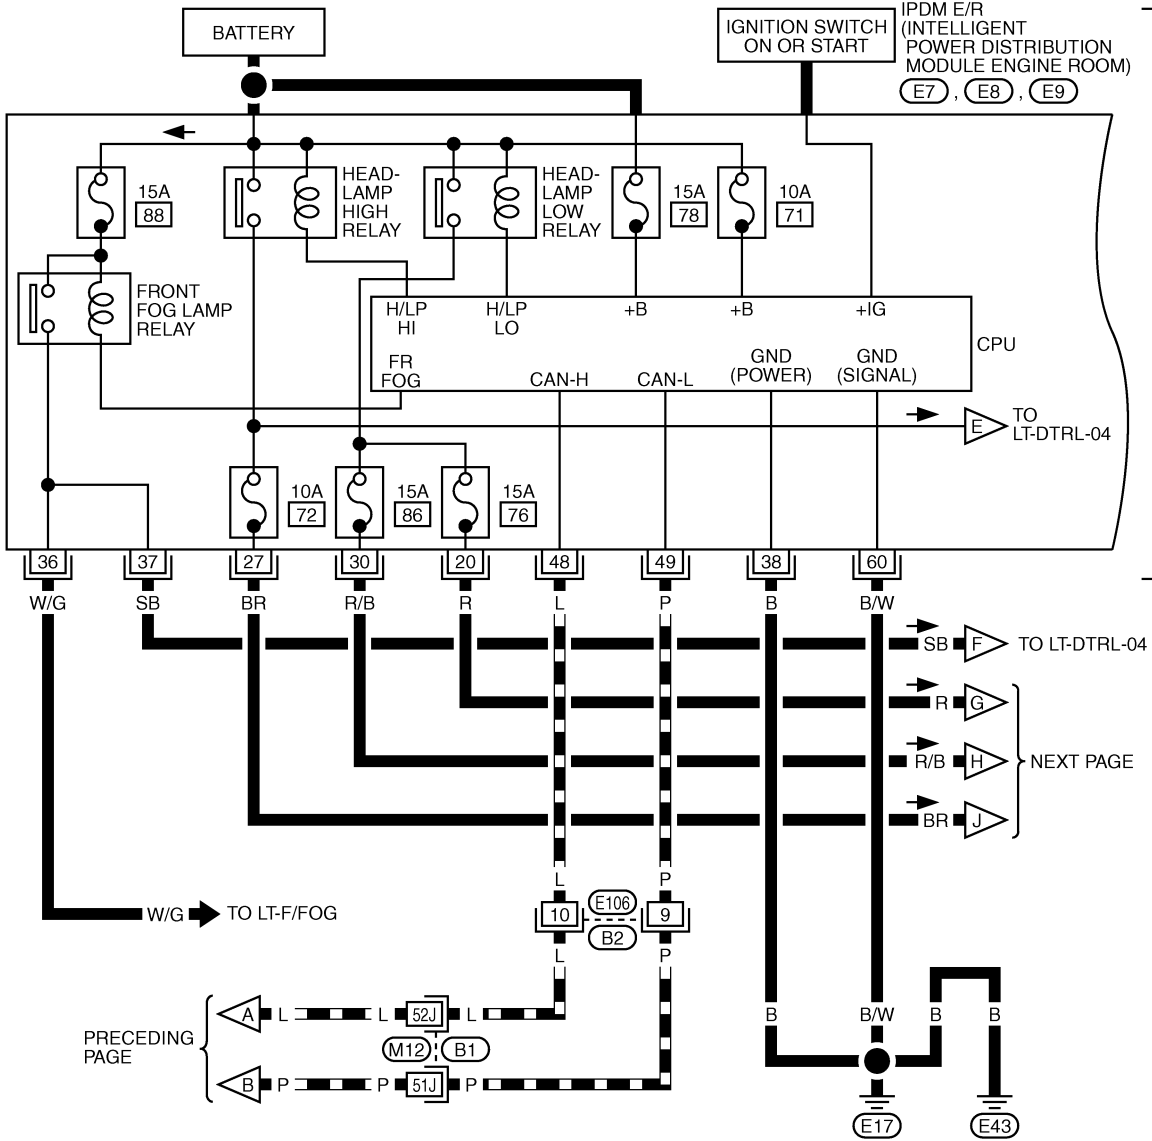 BATTERY
IGNITION SWITCH
ON OR START
IPDM E/R
(INTELLIGENT
POWER DISTRIBUTION
MODULE ENGINE ROOM)
E7 , E8 , E9
15A
88
HEAD-
LAMP
HIGH
RELAY
HEAD-
LAMP
LOW
RELAY
15A
78
10A
71
FRONT
FOG LAMP
RELAY
H/LP
HI
H/LP
LO
+B
+B
+IG
CPU
FR
FOG
CAN-H
CAN-L
GND
(POWER)
GND
(SIGNAL)
E
TO
LT-DTRL-04
10A
72
15A
86
15A
76
36 37 27 30 20 48 49 38 60
W/G SB BR R/B R L P B B/W
SB F TO LT-DTRL-04
R G
R/B H NEXT PAGE
BR J
L P
W/G TO LT-F/FOG
10 E106 9
B2
L P
PRECEDING
PAGE
A L L 52J L
M12 B1
B P P 51J P
B B/W B B
E17 E43